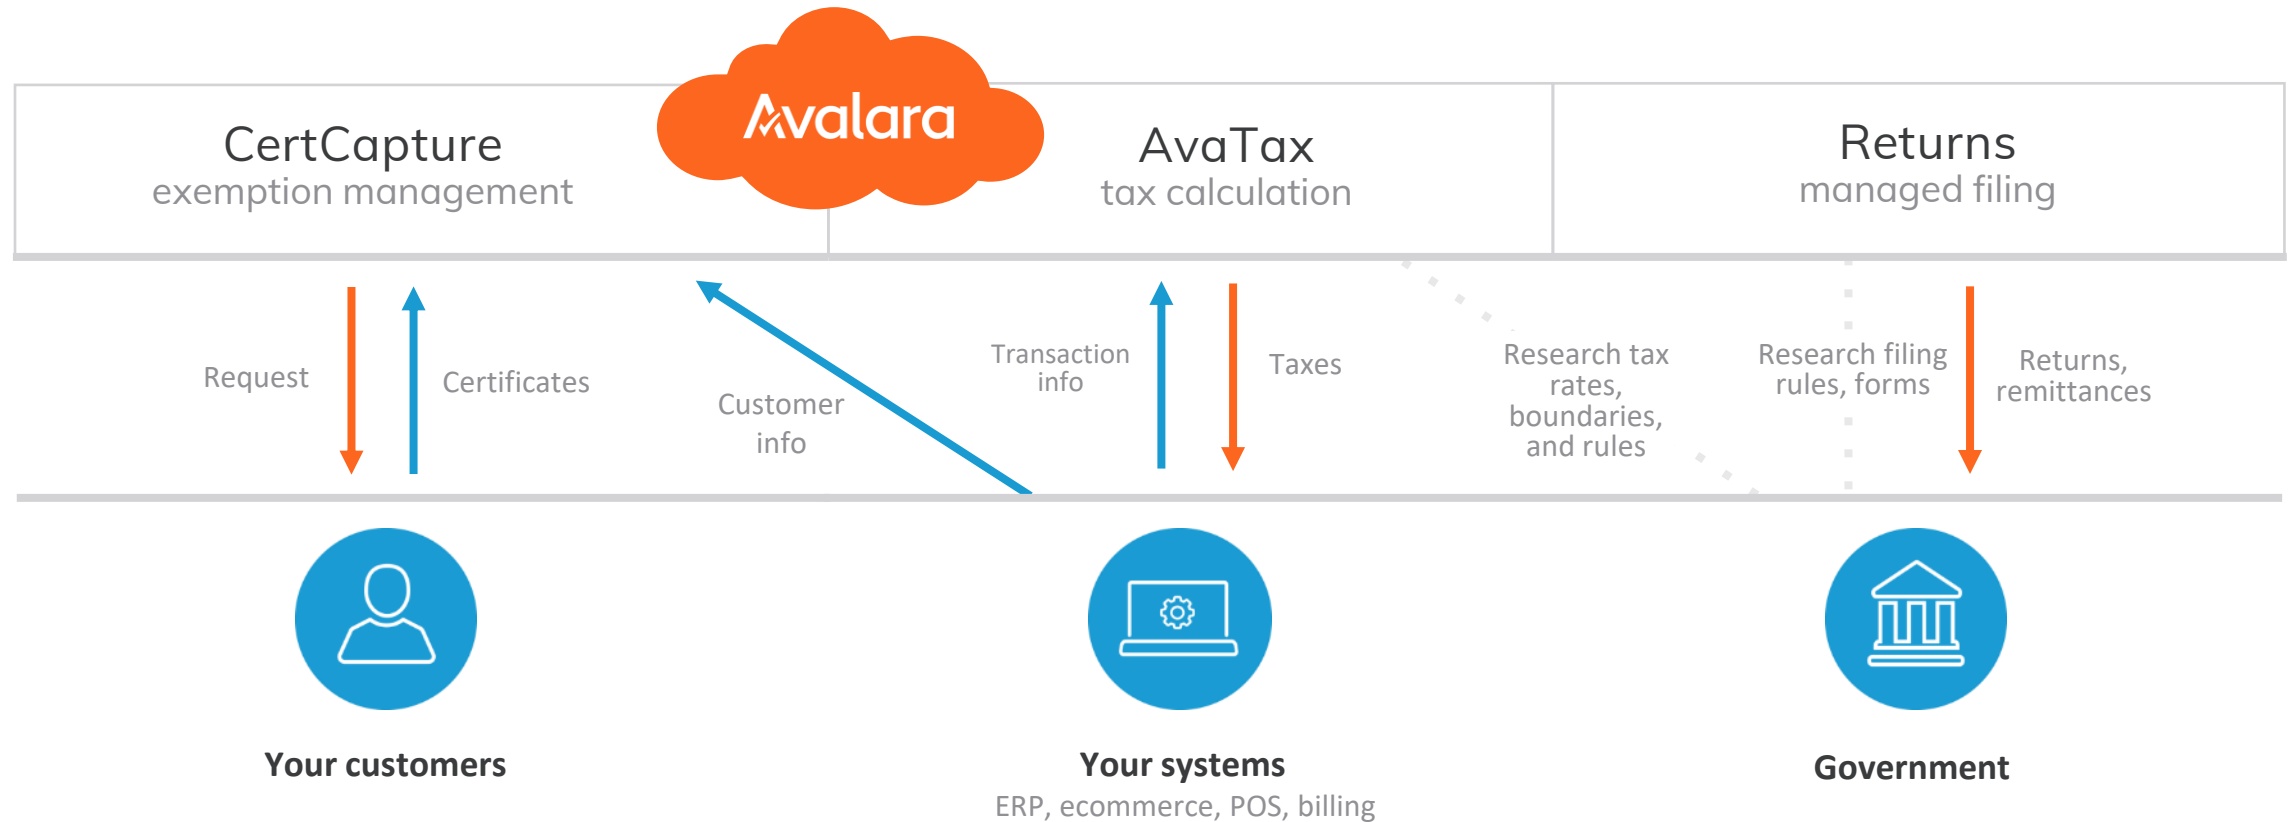 Avalara
CertCapture
exemption management
AvaTax
tax calculation
Returns
managed filing
Request
Certificates
Customer
info
Transaction
info
Taxes
Research tax
rates,
boundaries,
and rules
Research filing
rules, forms
Returns,
remittances
Your customers
Your systems
ERP, ecommerce, POS, billing
Government